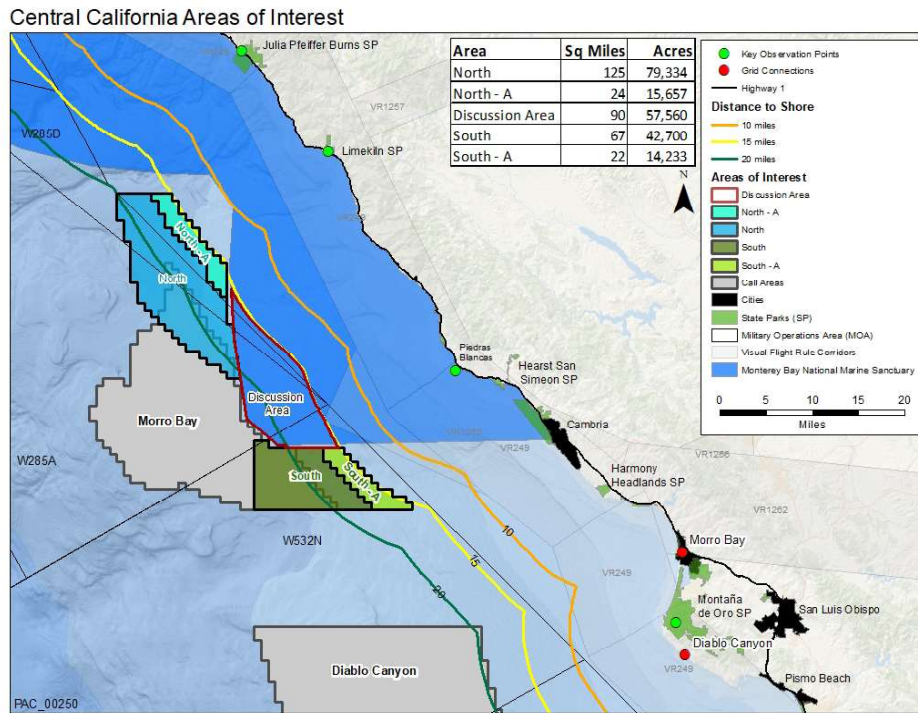 Central California Areas of Interest
Julia Pfeiffer Burns SP
Area Sq Miles Acres
North 125 79,334
North - A 24 15,657
Discussion Area 90 57,560
South 67 42,700
South - A 22 14,233
N
Key Observation Points
Grid Connections
Highway 1
Distance to Shore
10 miles
15 miles
20 miles
Areas of Interest
Discussion Area
North - A
North
South
South - A
Call Areas
Cities
State Parks (SP)
Military Operations Area (MOA)
Visual Flight Rule Corridors
Monterey Bay National Marine Sanctuary
0 5 10 15 20
Miles
VR1257
W285D
Limekiln SP
North - A
North
Piedras
Blancas
Hearst San
Simeon SP
Discussion
Area
Morro Bay
Cambria
VR249
VR1256
W285A
South
South - A
Harmony
Headlands SP
VR1262
W532N
10
15
20
Morro Bay
VR249
Montaña
de Oro SP
San Luis Obispo
Diablo Canyon
VR249
Diablo Canyon
Pismo Beach
PAC_00250